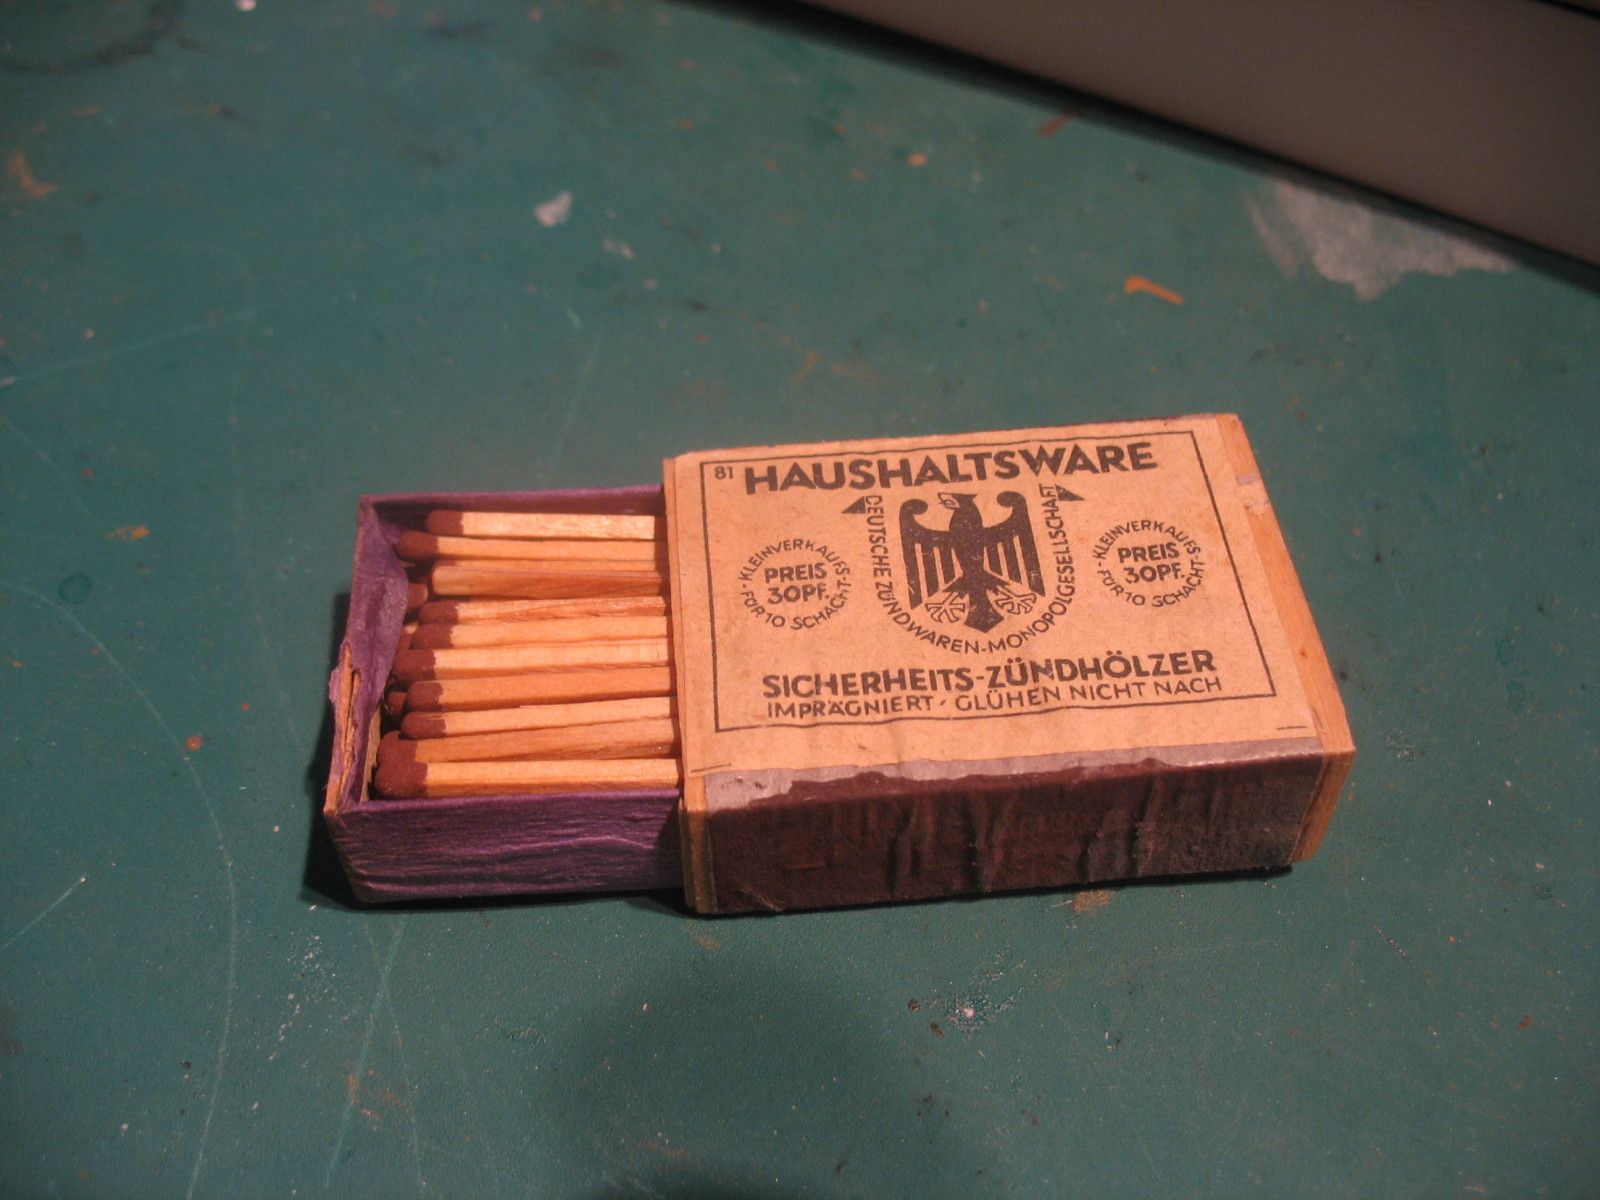 81
HAUSHALTSWARE
DEUTSCHE ZÜNDWAREN-MONOPOLGESELLSCHAFT
·KLEINVERKAUFS·
PREIS
30PF.
·FÜR 10 SCHACHT·
·KLEINVERKAUFS·
PREIS
30PF.
·FÜR 10 SCHACHT·
SICHERHEITS-ZÜNDHÖLZER
IMPRÄGNIERT · GLÜHEN NICHT NACH